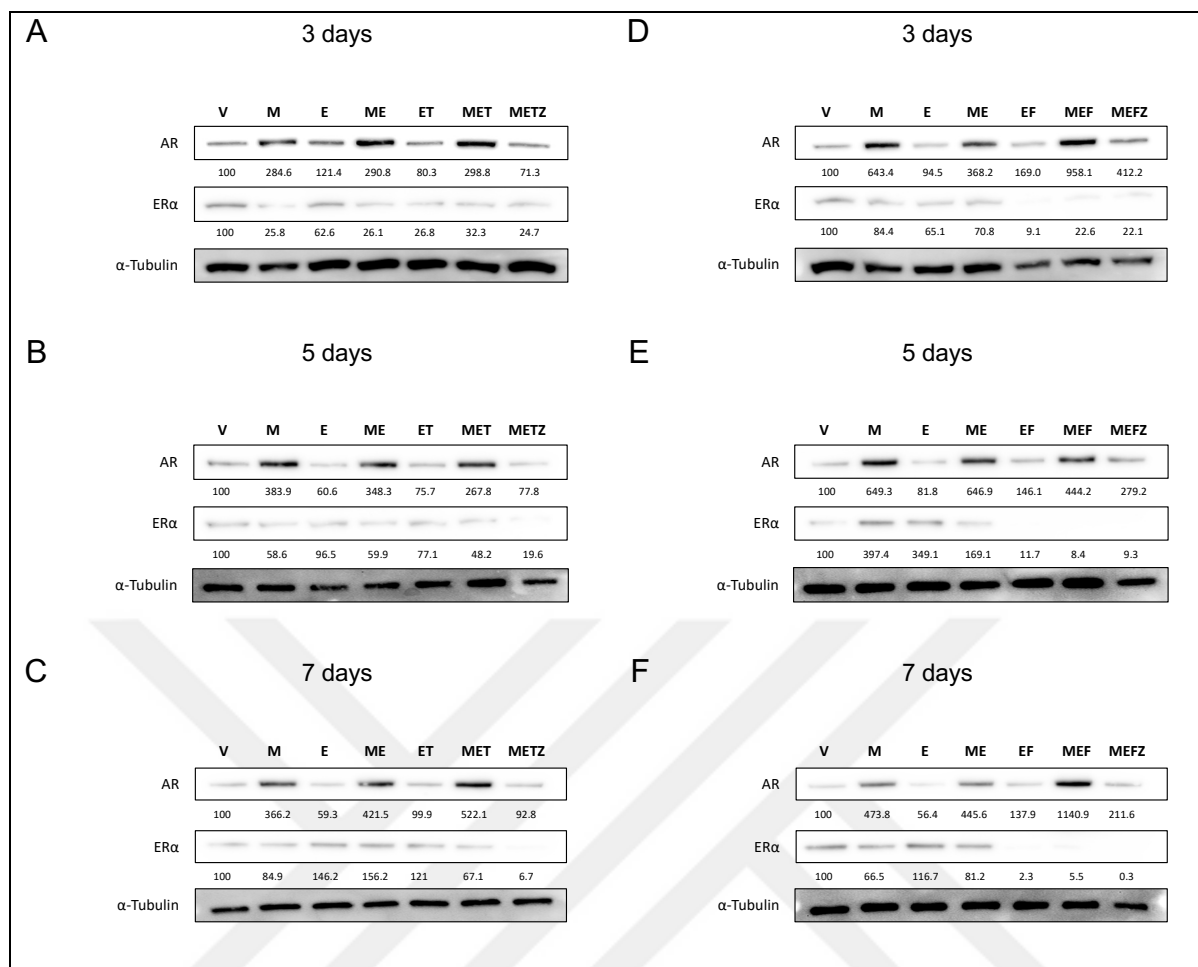 A 3 days
V M E ME ET MET METZ
AR
100 284.6 121.4 290.8 80.3 298.8 71.3
ERα
100 25.8 62.6 26.1 26.8 32.3 24.7
α-Tubulin
B 5 days
V M E ME ET MET METZ
AR
100 383.9 60.6 348.3 75.7 267.8 77.8
ERα
100 58.6 96.5 59.9 77.1 48.2 19.6
α-Tubulin
C 7 days
V M E ME ET MET METZ
AR
100 366.2 59.3 421.5 99.9 522.1 92.8
ERα
100 84.9 146.2 156.2 121 67.1 6.7
α-Tubulin
D 3 days
V M E ME EF MEF MEFZ
AR
100 643.4 94.5 368.2 169.0 958.1 412.2
ERα
100 84.4 65.1 70.8 9.1 22.6 22.1
α-Tubulin
E 5 days
V M E ME EF MEF MEFZ
AR
100 649.3 81.8 646.9 146.1 444.2 279.2
ERα
100 397.4 349.1 169.1 11.7 8.4 9.3
α-Tubulin
F 7 days
V M E ME EF MEF MEFZ
AR
100 473.8 56.4 445.6 137.9 1140.9 211.6
ERα
100 66.5 116.7 81.2 2.3 5.5 0.3
α-Tubulin